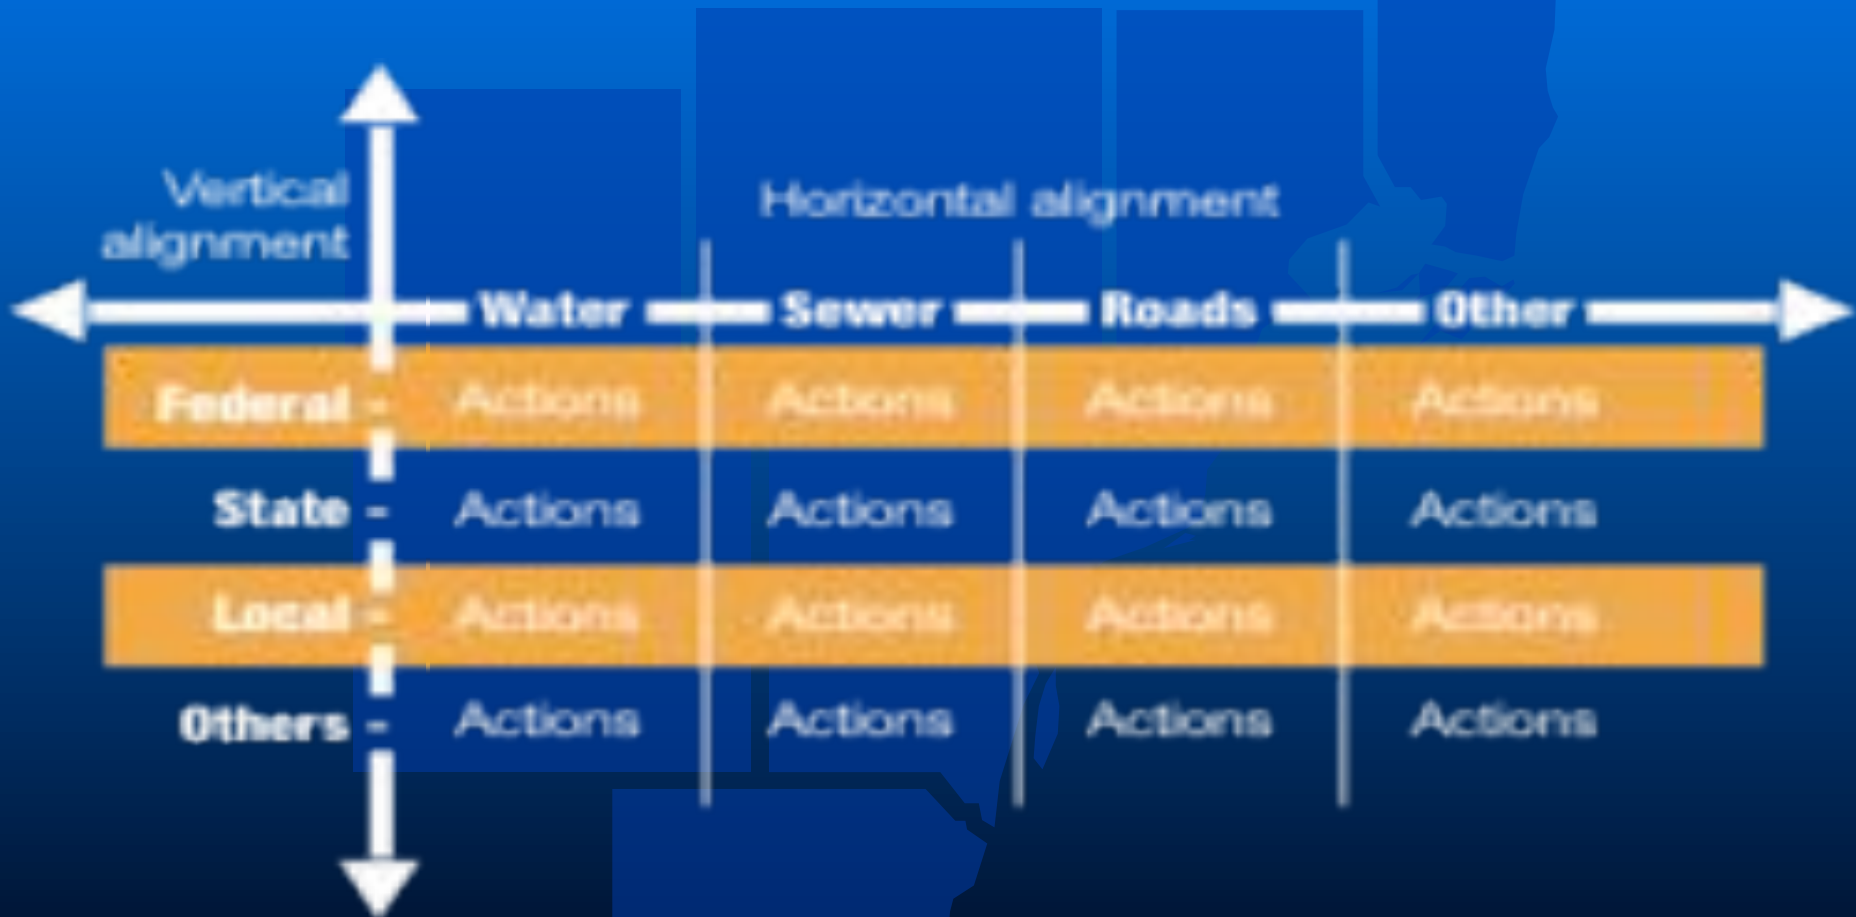 Vertical
alignment
Horizontal alignment
Water Sewer Roads Other
Federal - Actions Actions Actions Actions
State - Actions Actions Actions Actions
Local - Actions Actions Actions Actions
Others - Actions Actions Actions Actions